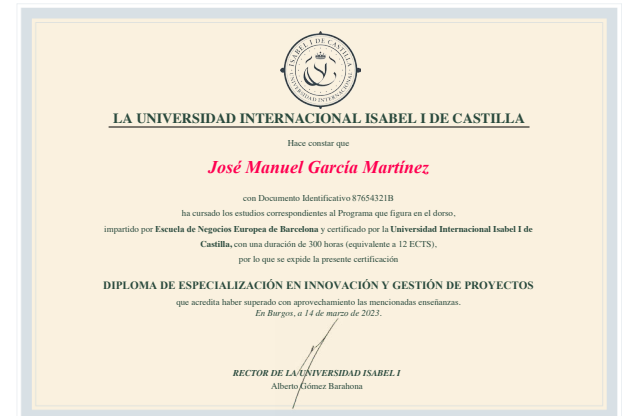 ISABEL I DE CASTILLA
UNIVERSIDAD INTERNACIONAL
LA UNIVERSIDAD INTERNACIONAL ISABEL I DE CASTILLA
Hace constar que
José Manuel García Martínez
con Documento Identificativo 87654321B
ha cursado los estudios correspondientes al Programa que figura en el dorso,
impartido por Escuela de Negocios Europea de Barcelona y certificado por la Universidad Internacional Isabel I de
Castilla, con una duración de 300 horas (equivalente a 12 ECTS),
por lo que se expide la presente certificación
DIPLOMA DE ESPECIALIZACIÓN EN INNOVACIÓN Y GESTIÓN DE PROYECTOS
que acredita haber superado con aprovechamiento las mencionadas enseñanzas.
En Burgos, a 14 de marzo de 2023.
RECTOR DE LA UNIVERSIDAD ISABEL I
Alberto Gómez Barahona